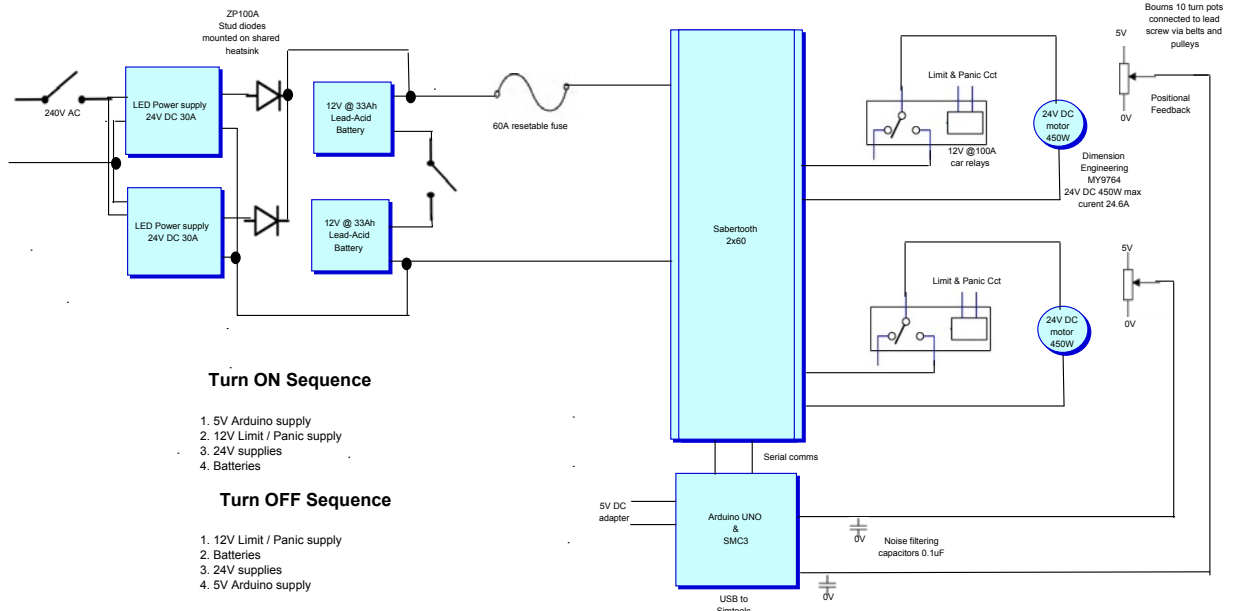 ZP100A
Stud diodes
mounted on shared
heatsink
240V AC
LED Power supply
24V DC 30A
LED Power supply
24V DC 30A
12V @ 33Ah
Lead-Acid
Battery
12V @ 33Ah
Lead-Acid
Battery
60A resetable fuse
Sabertooth
2x60
Limit & Panic Cct
12V @100A
car relays
24V DC
motor
450W
Dimension
Engineering
MY9764
24V DC 450W max
curent 24.6A
Bourns 10 turn pots
connected to lead
screw via belts and
pulleys
5V
0V
Positional
Feedback
Limit & Panic Cct
24V DC
motor
450W
5V
0V
Turn ON Sequence
1. 5V Arduino supply
2. 12V Limit / Panic supply
3. 24V supplies
4. Batteries
Turn OFF Sequence
1. 12V Limit / Panic supply
2. Batteries
3. 24V supplies
4. 5V Arduino supply
Serial comms
5V DC
adapter
Arduino UNO
&
SMC3
0V
Noise filtering
capacitors 0.1uF
0V
USB to
Simtools